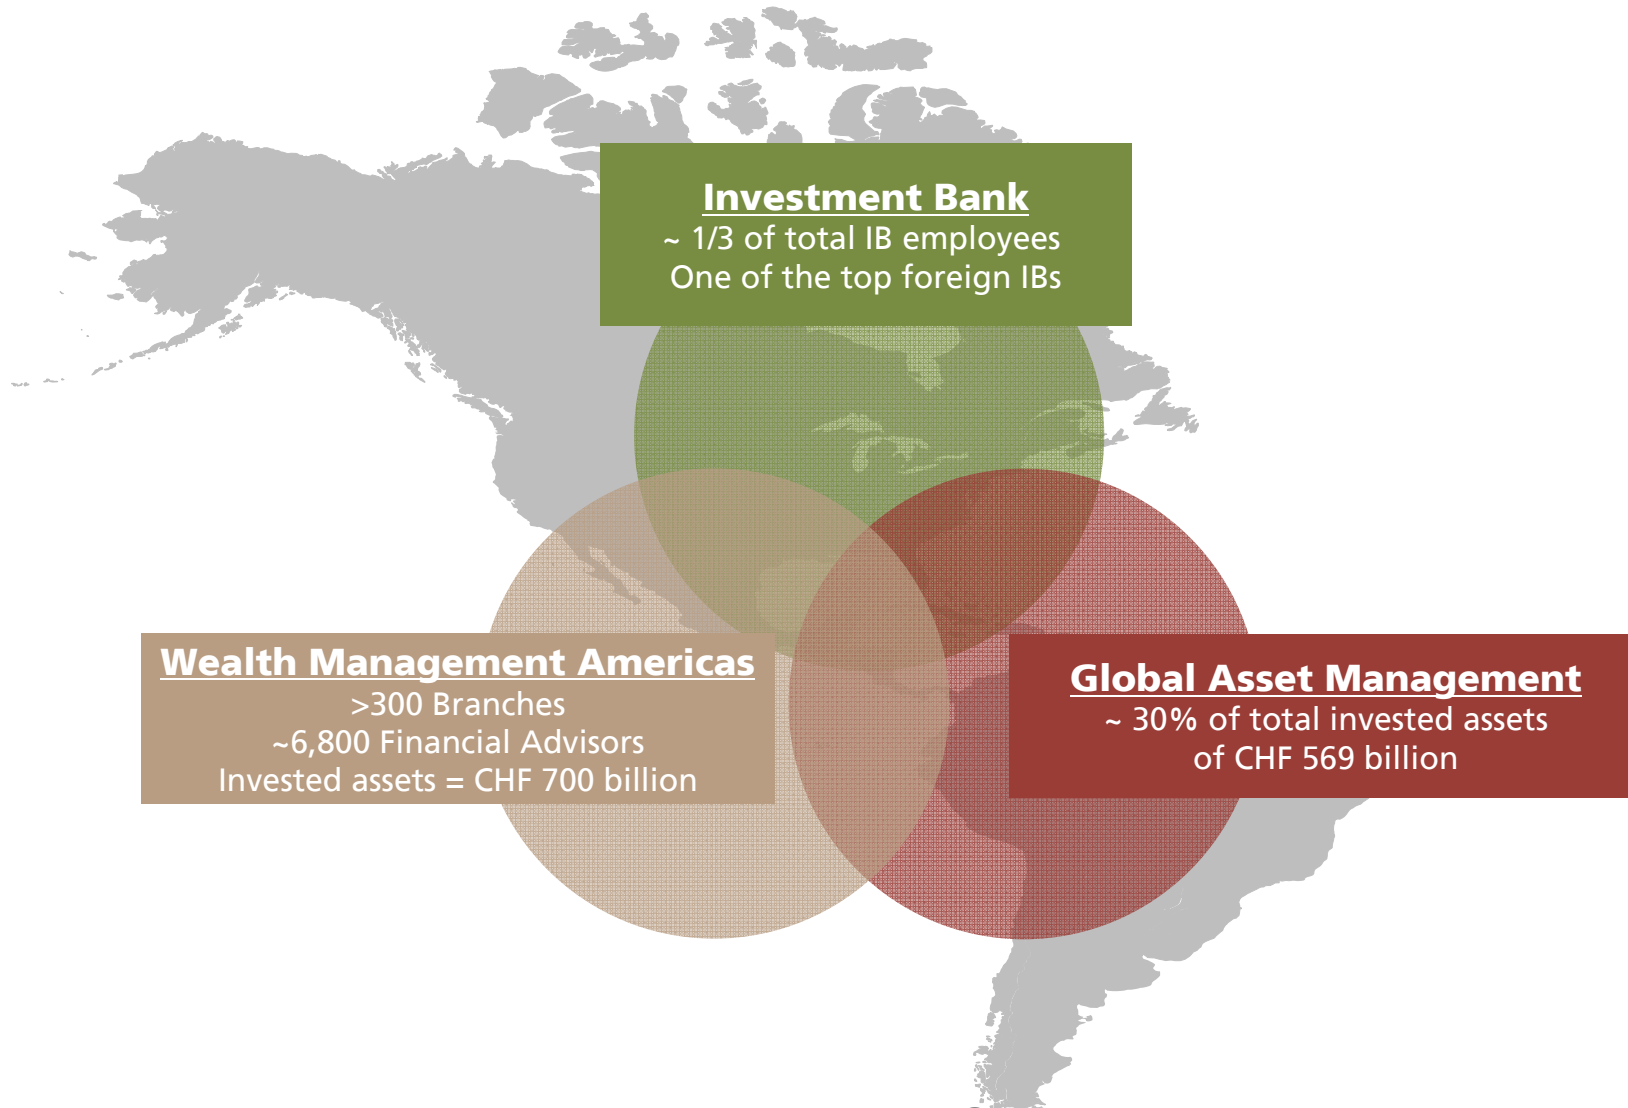 Investment Bank
~ 1/3 of total IB employees
One of the top foreign IBs
Wealth Management Americas
>300 Branches
~6,800 Financial Advisors
Invested assets = CHF 700 billion
Global Asset Management
~ 30% of total invested assets
of CHF 569 billion